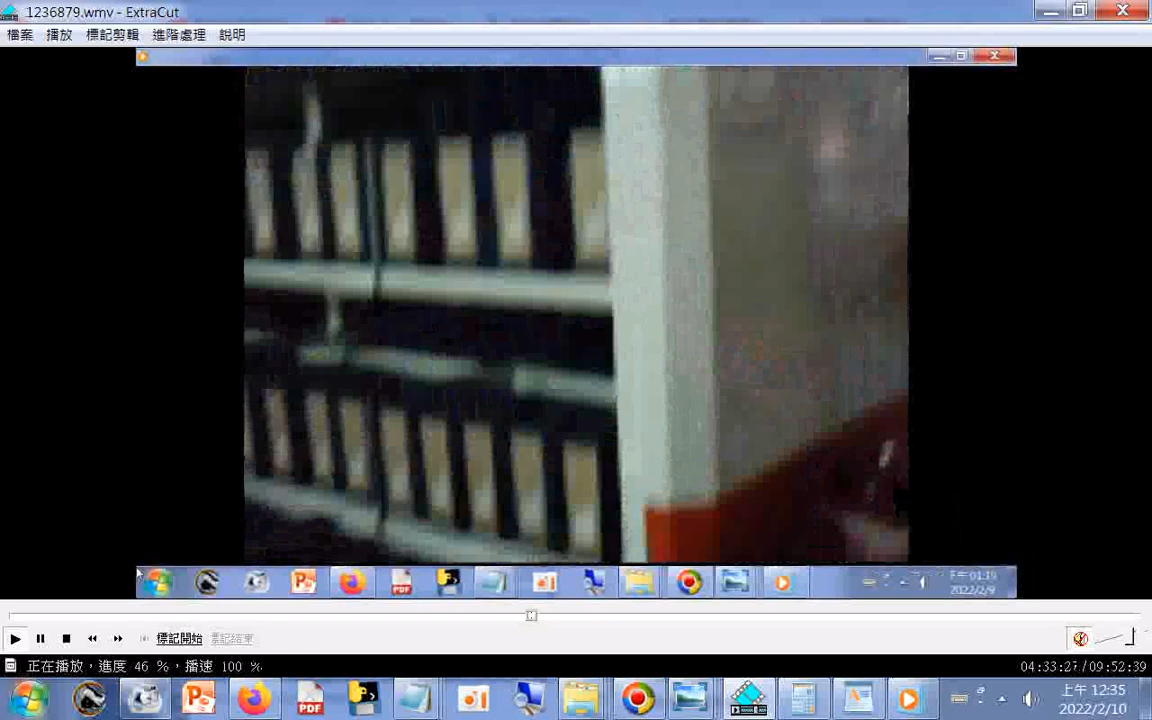 1236879.wmv - ExtraCut
檔案 播放 標記剪輯 進階處理 說明
下午 01:19
2022/2/9
標記開始 標記結束
正在播放，進度 46 %，播速 100 %.
04:33:27/09:52:39
上午 12:35
2022/2/10